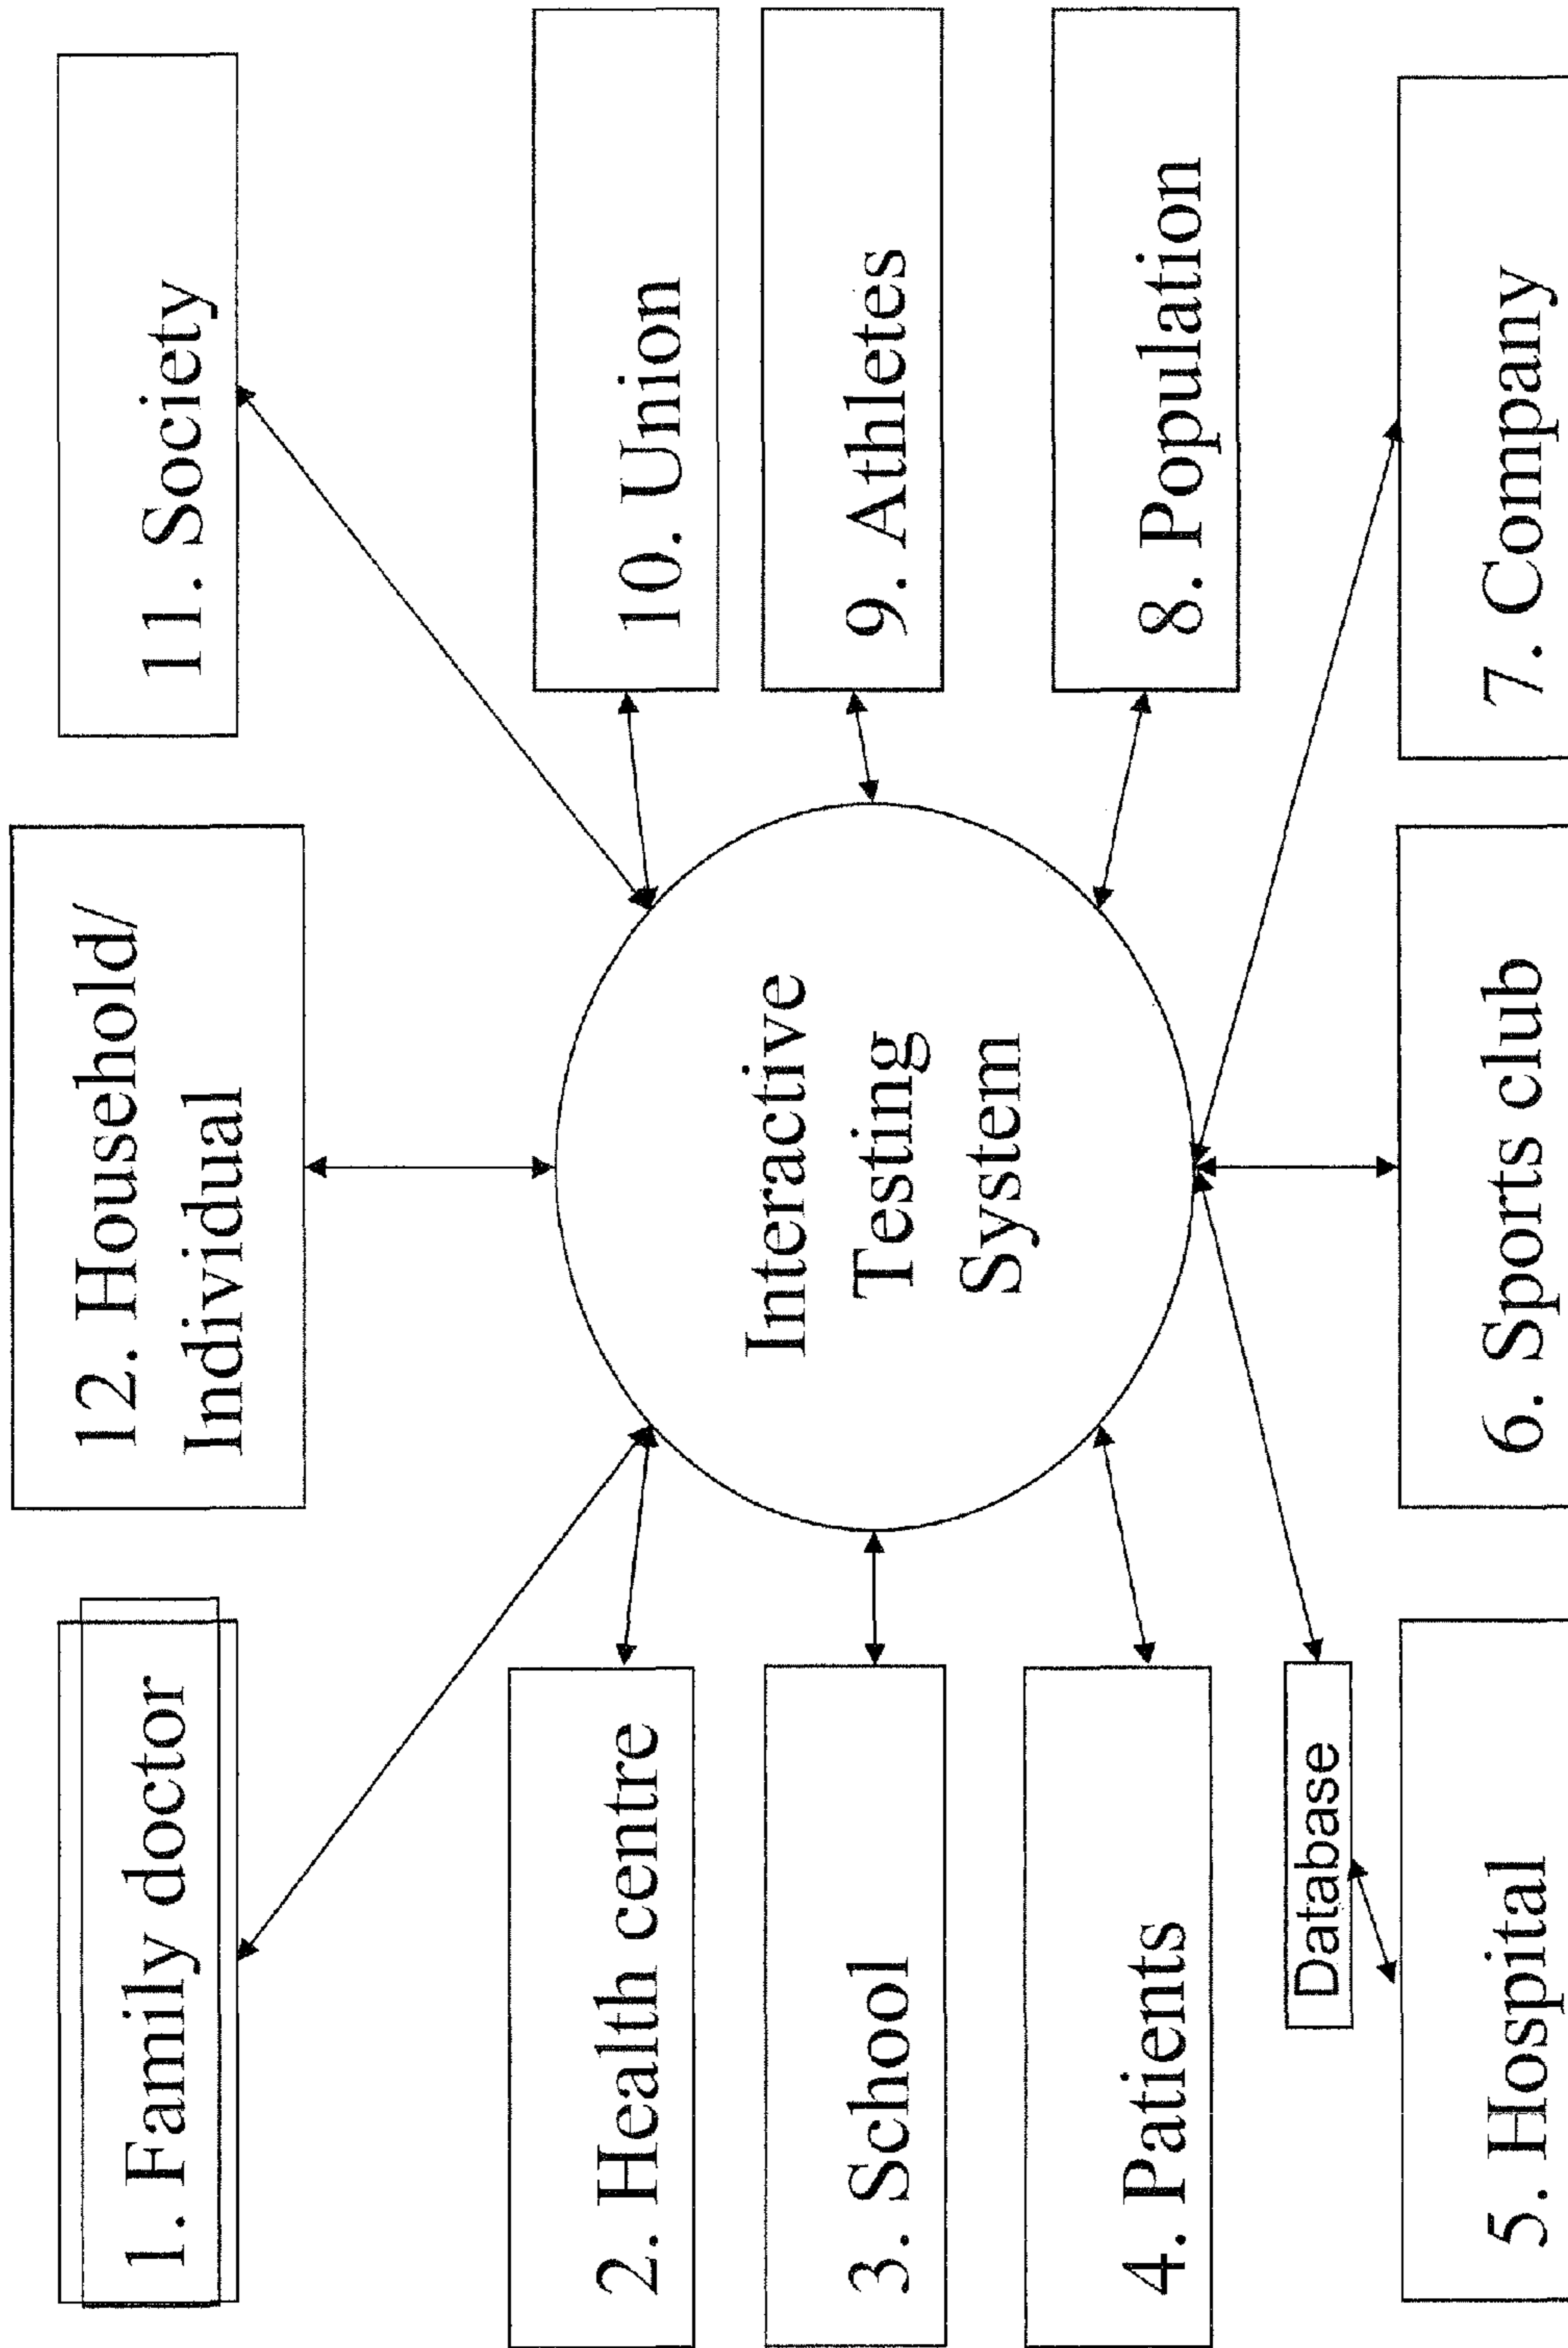 1. Family doctor
12. Household/
Individual
11. Society
2. Health centre
10. Union
3. School
Interactive
Testing
System
9. Athletes
4. Patients
8. Population
Database
5. Hospital
6. Sports club
7. Company